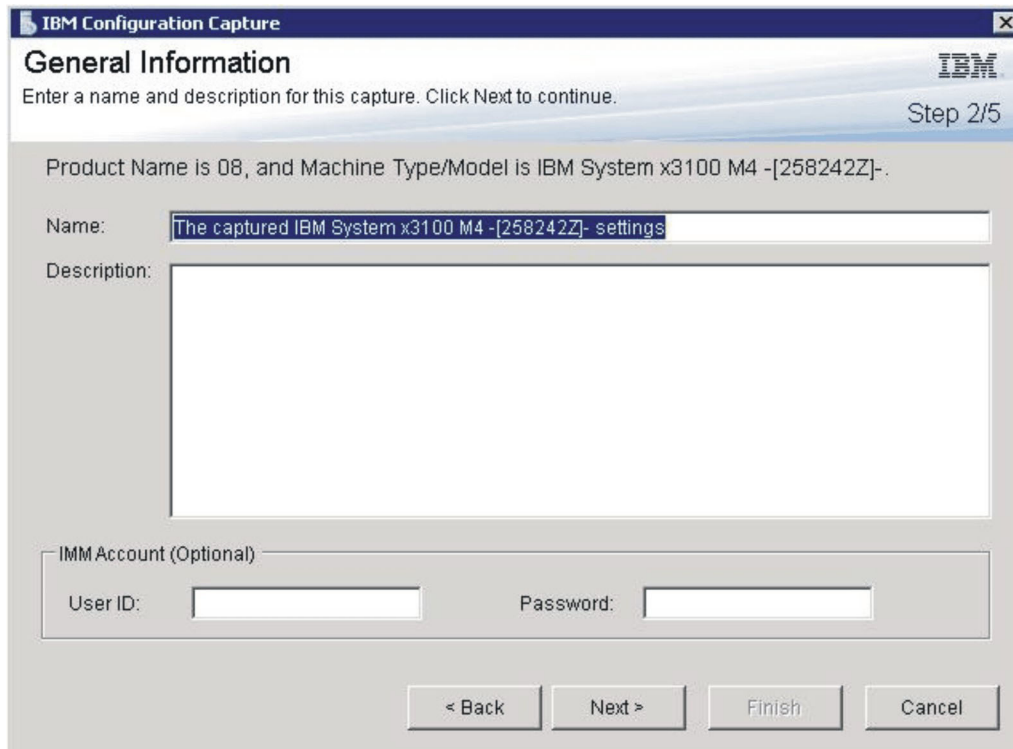 IBM Configuration Capture
General Information
IBM
Enter a name and description for this capture. Click Next to continue.
Step 2/5
Product Name is 08, and Machine Type/Model is IBM System x3100 M4 -[258242Z]-.
Name: The captured IBM System x3100 M4 -[258242Z]- settings
Description:
IMM Account (Optional)
User ID: Password:
< Back Next > Finish Cancel